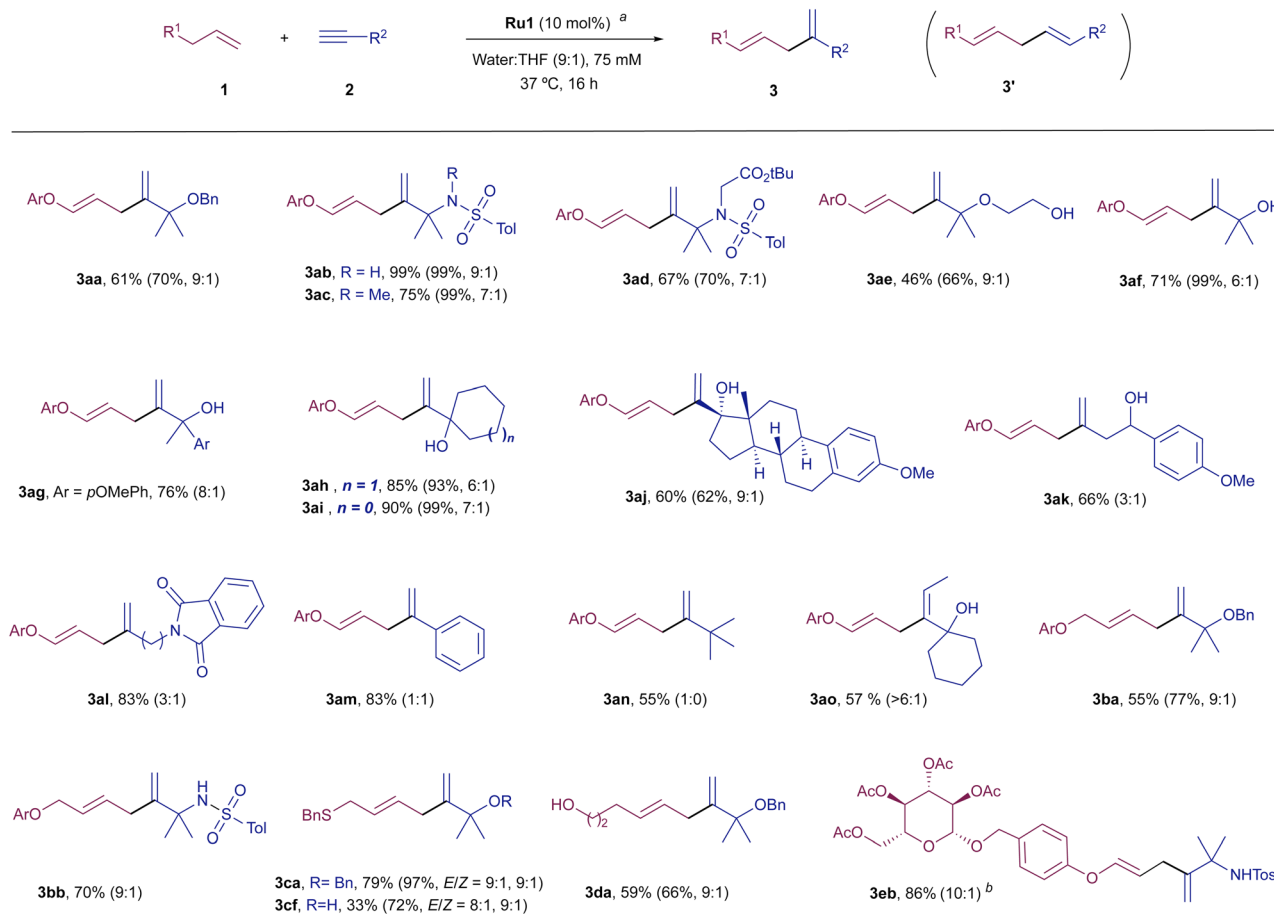 R1 + R2 Ru1 (10 mol%) a R1 R2 R1 R2
Water:THF (9:1), 75 mM
37 ºC, 16 h
1 2 3 3'
ArO OBn
3aa, 61% (70%, 9:1)
ArO R N O S O Tol
3ab, R = H, 99% (99%, 9:1)
3ac, R = Me, 75% (99%, 7:1)
ArO CO2tBu N O S O Tol
3ad, 67% (70%, 7:1)
ArO O OH
3ae, 46% (66%, 9:1)
ArO OH
3af, 71% (99%, 6:1)
ArO OH Ar
3ag, Ar = pOMePh, 76% (8:1)
ArO HO ( )n
3ah , n = 1, 85% (93%, 6:1)
3ai , n = 0, 90% (99%, 7:1)
ArO OH H H H OMe
3aj, 60% (62%, 9:1)
ArO OH OMe
3ak, 66% (3:1)
ArO ( ) N O O
3al, 83% (3:1)
ArO
3am, 83% (1:1)
ArO
3an, 55% (1:0)
ArO OH
3ao, 57 % (>6:1)
ArO OBn
3ba, 55% (77%, 9:1)
ArO H N O S O Tol
3bb, 70% (9:1)
BnS OR
3ca, R= Bn, 79% (97%, E/Z = 9:1, 9:1)
3cf, R=H, 33% (72%, E/Z = 8:1, 9:1)
HO ( )2 OBn
3da, 59% (66%, 9:1)
OAc AcO OAc AcO O O O NHTos
3eb, 86% (10:1) b